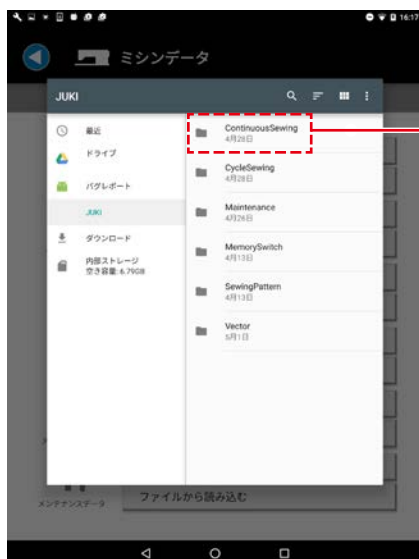 16:17
ミシンデータ
JUKI
最近
ドライブ
バグレポート
JUKI
ダウンロード
内部ストレージ
空き容量: 6.79GB
ContinuousSewing
4月28日
CycleSewing
4月28日
Maintenance
4月26日
MemorySwitch
4月13日
SewingPattern
4月13日
Vector
5月1日
メンテナンスデータ
ファイルから読み込む